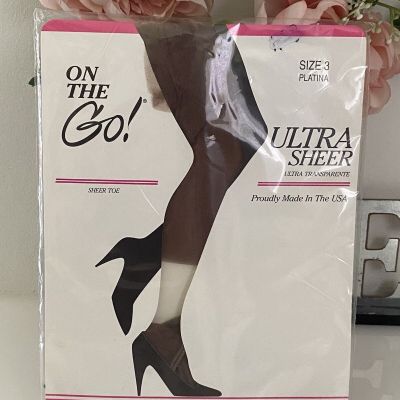 ON
THE
Go!®
SHEER TOE
SIZE 3
PLATINA
ULTRA
SHEER
ULTRA TRANSPARENTE
Proudly Made In The USA
E